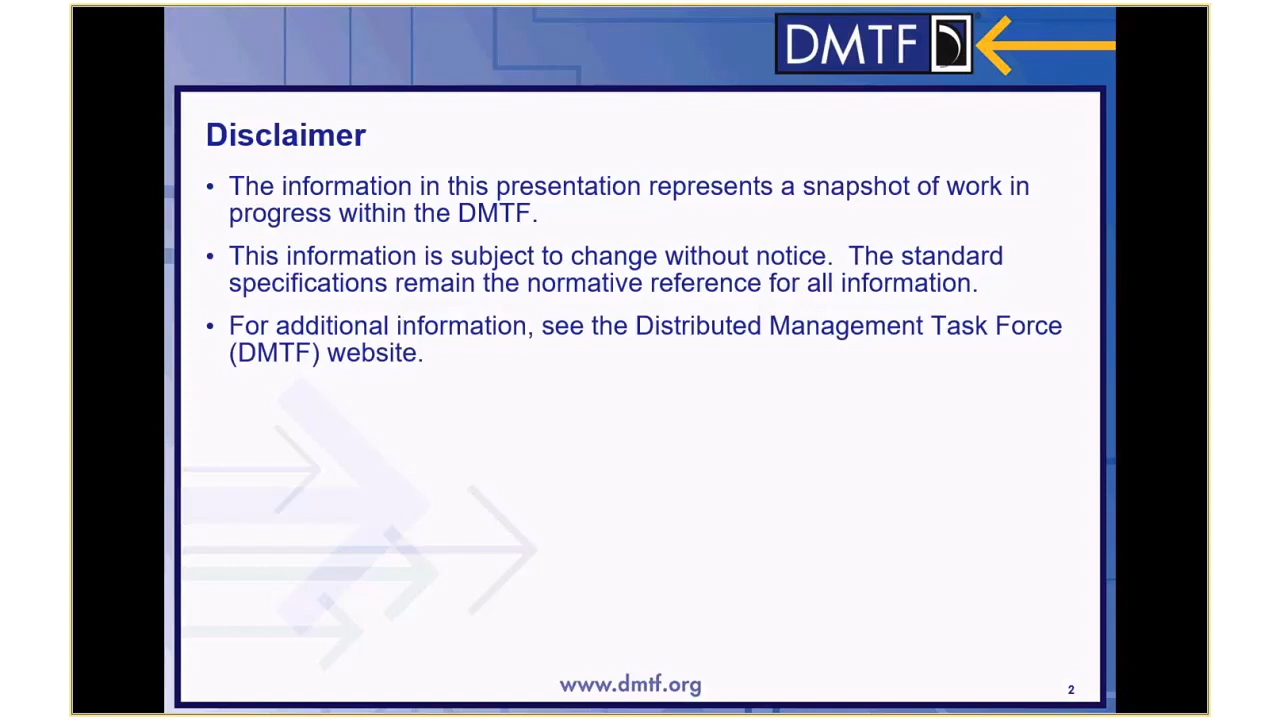 DMTF
Disclaimer
• The information in this presentation represents a snapshot of work in
progress within the DMTF.
• This information is subject to change without notice.  The standard
specifications remain the normative reference for all information.
• For additional information, see the Distributed Management Task Force
(DMTF) website.
www.dmtf.org
2